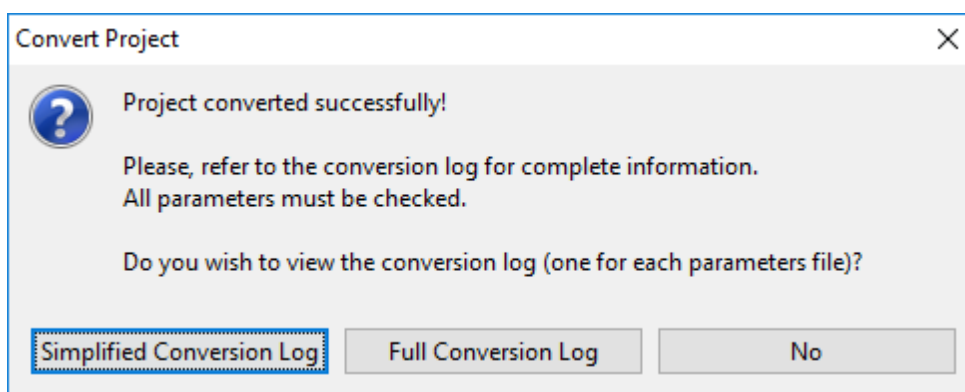 Convert Project
Project converted successfully!
Please, refer to the conversion log for complete information.
All parameters must be checked.
Do you wish to view the conversion log (one for each parameters file)?
Simplified Conversion Log
Full Conversion Log
No